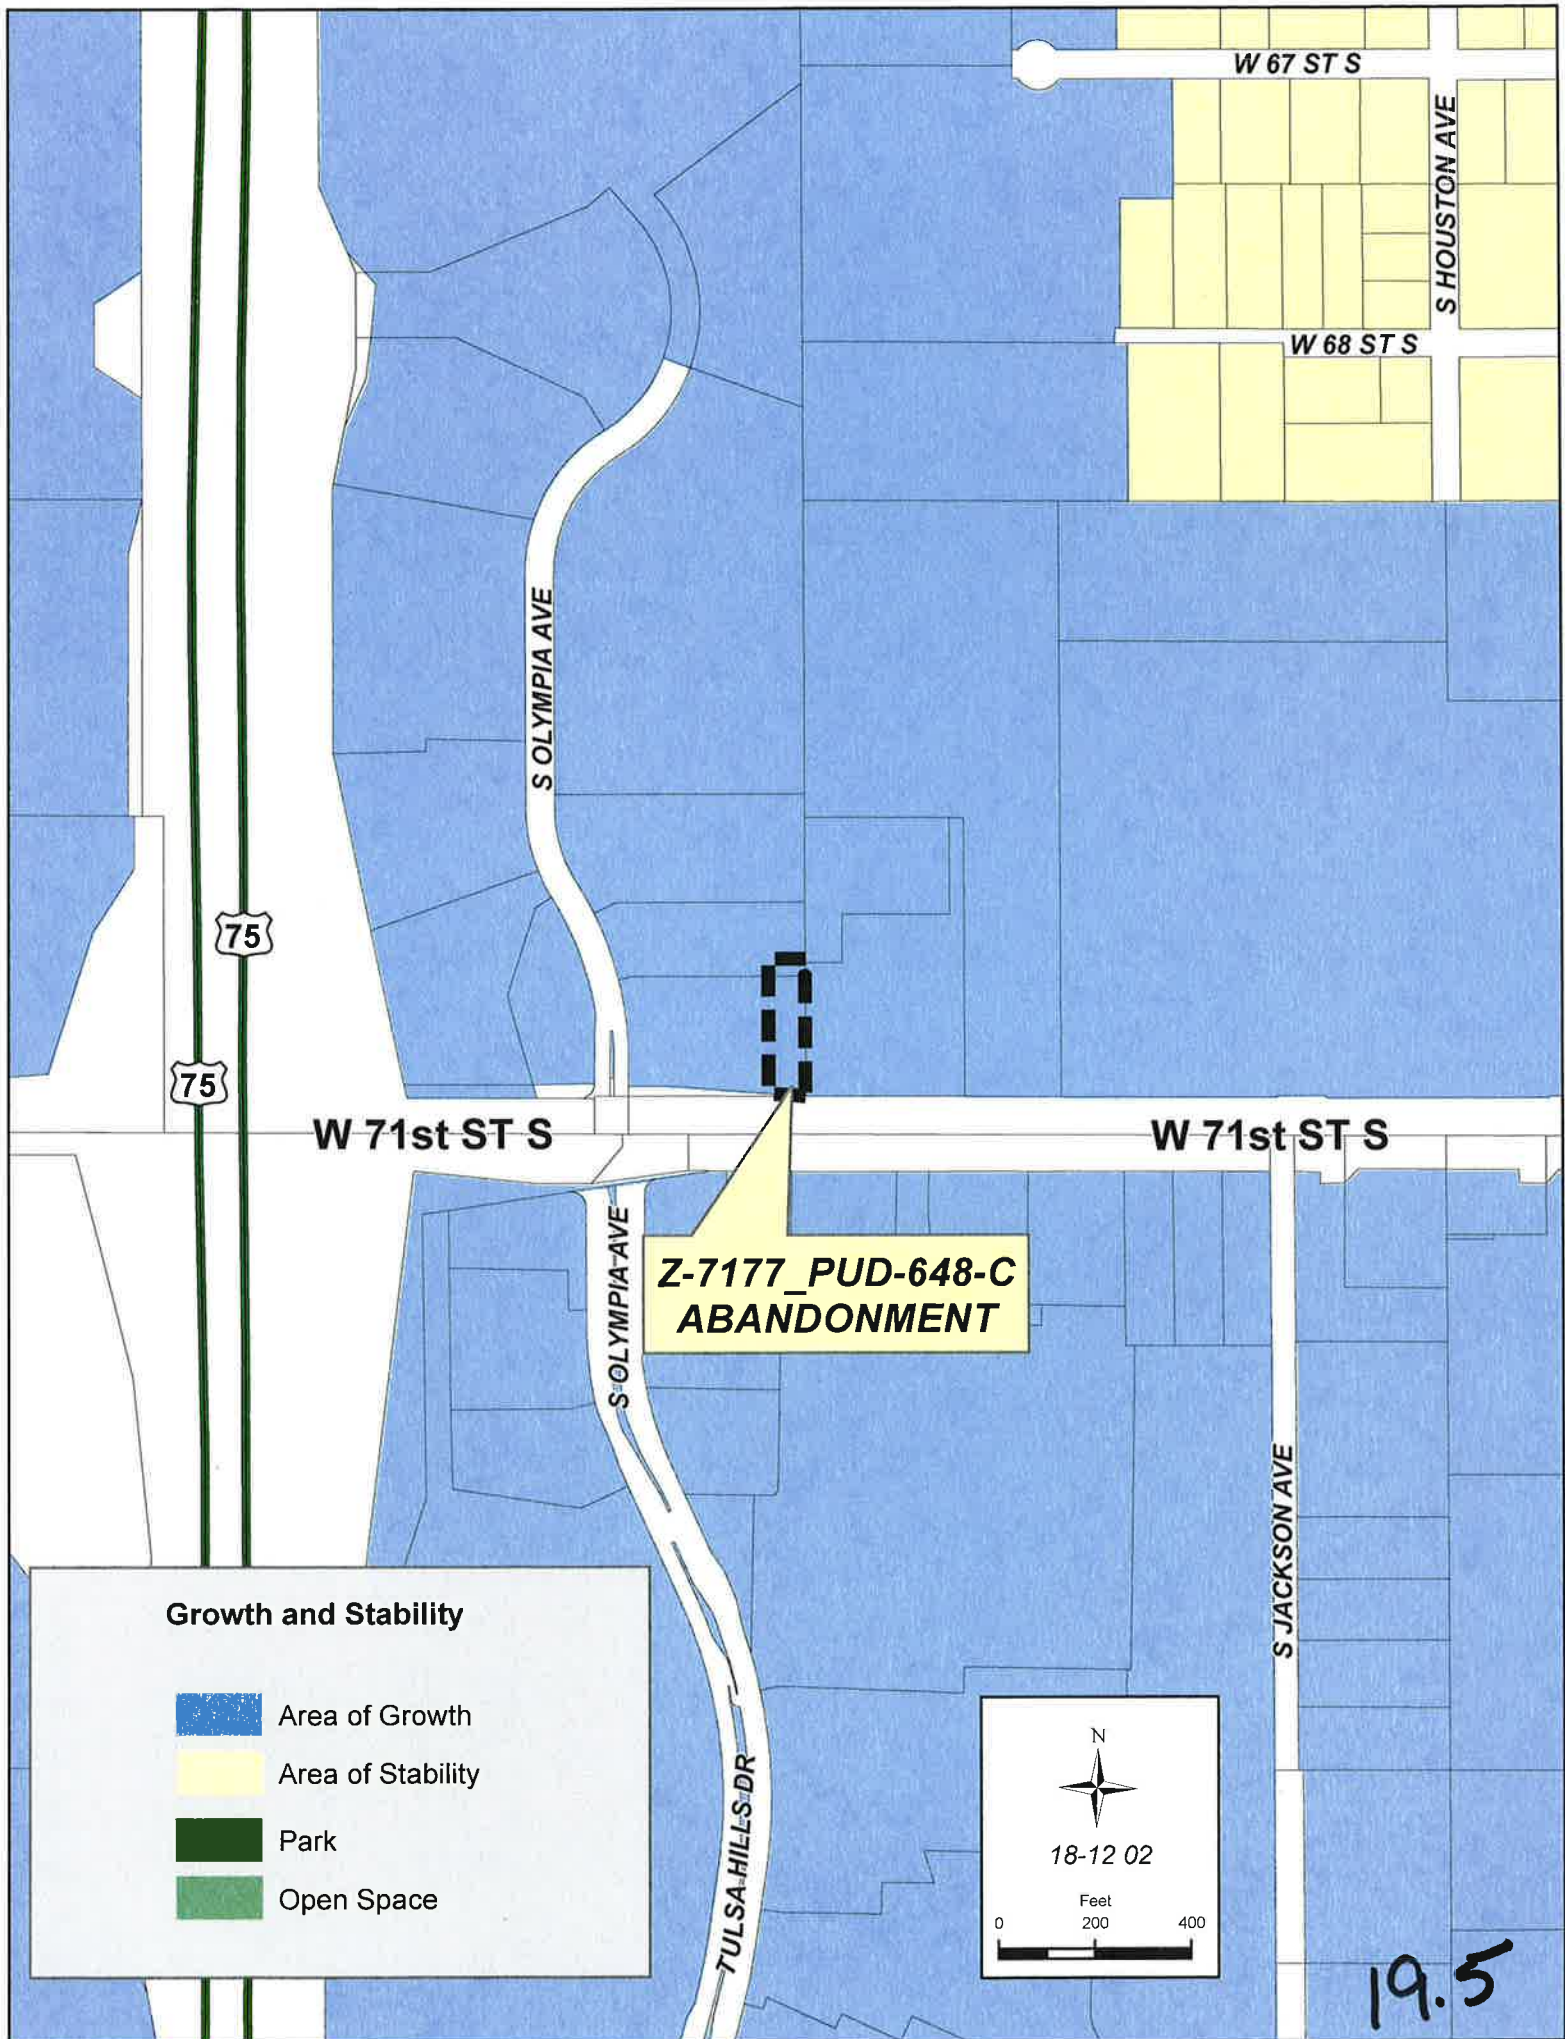 W 67 ST S
S HOUSTON AVE
W 68 ST S
S OLYMPIA AVE
75
75
W 71st ST S
W 71st ST S
S OLYMPIA AVE
Z-7177_PUD-648-C
ABANDONMENT
S JACKSON AVE
TULSA HILLS DR
Growth and Stability
Area of Growth
Area of Stability
Park
Open Space
N
18-12 02
Feet
0 200 400
19.5